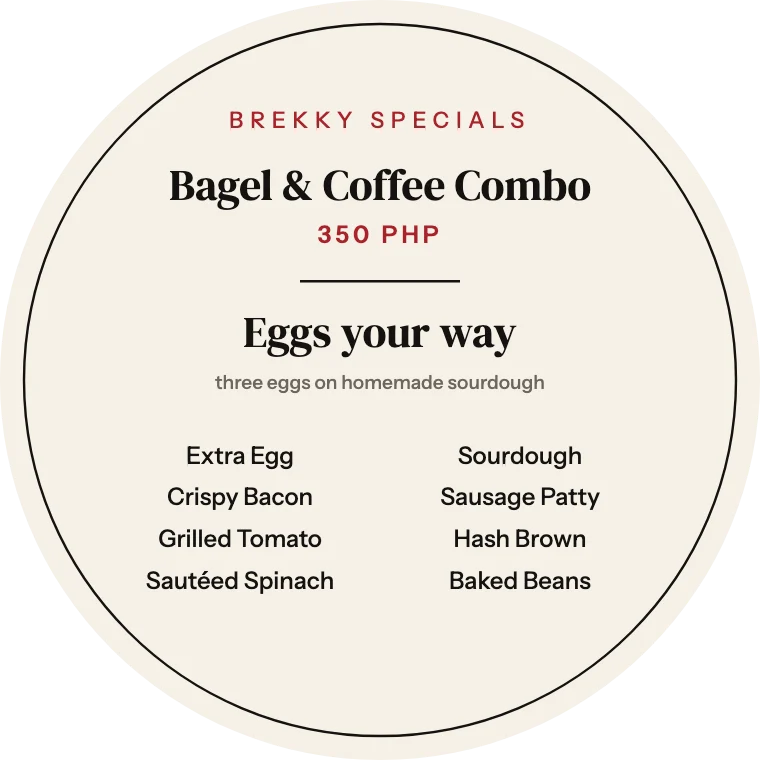 BREKKY SPECIALS
Bagel & Coffee Combo
350 PHP
Eggs your way
three eggs on homemade sourdough
Extra Egg
Crispy Bacon
Grilled Tomato
Sautéed Spinach
Sourdough
Sausage Patty
Hash Brown
Baked Beans